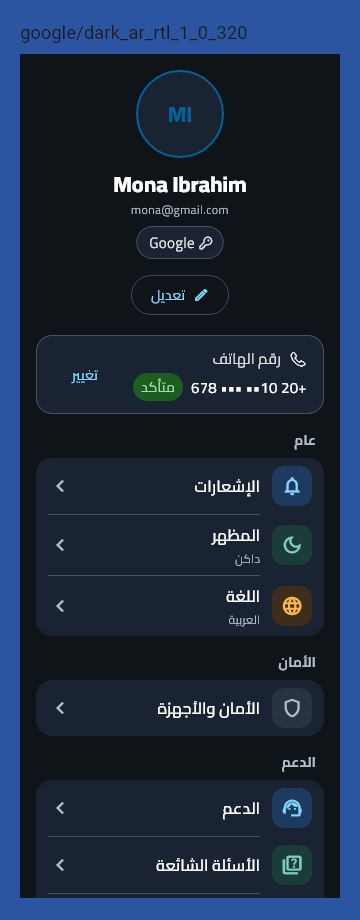 google/dark_ar_rtl_1_0_320
MI
Mona Ibrahim
mona@gmail.com
Google
تعديل
رقم الهاتف
+20 10•• ••• 678 متأكد
تغيير
عام
الإشعارات
المظهر
داكن
اللغة
العربية
الأمان
الأمان والأجهزة
الدعم
الدعم
الأسئلة الشائعة